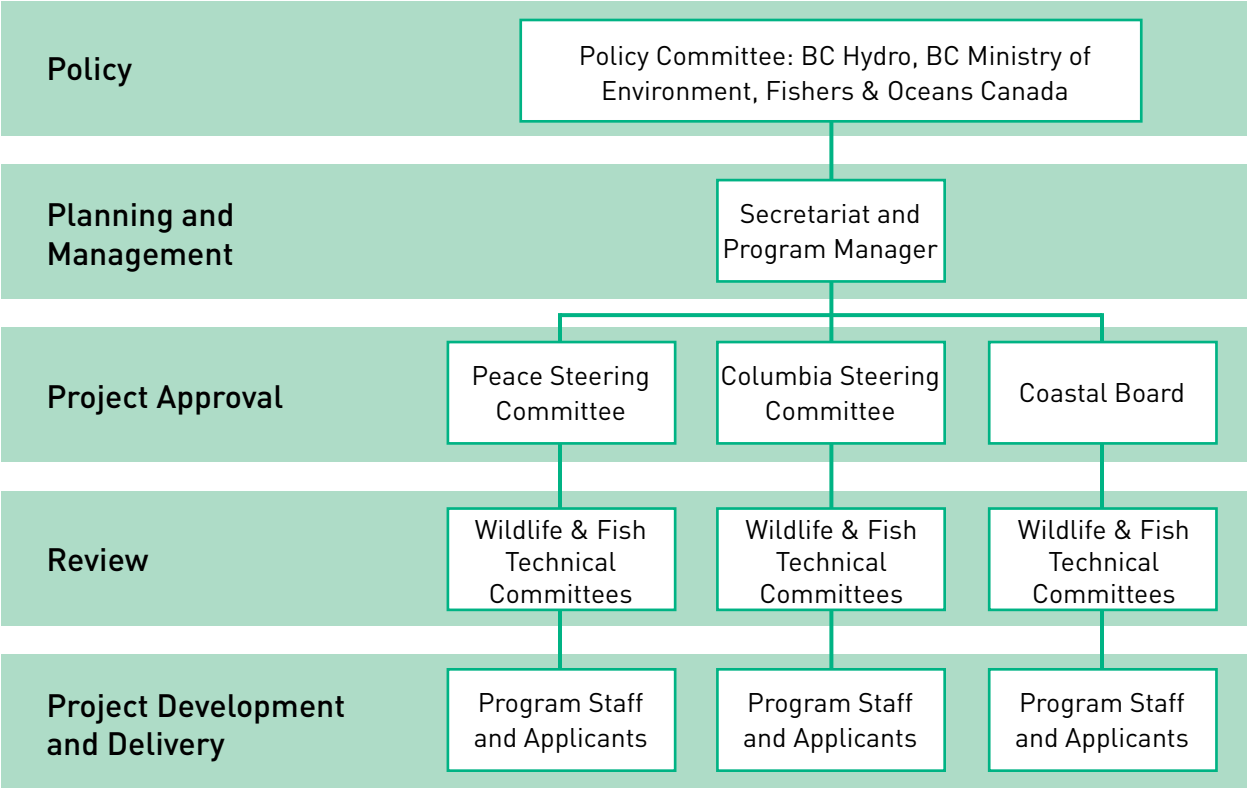 Policy
Policy Committee: BC Hydro, BC Ministry of
Environment, Fishers & Oceans Canada
Planning and
Management
Secretariat and
Program Manager
Project Approval
Peace Steering
Committee
Columbia Steering
Committee
Coastal Board
Review
Wildlife & Fish
Technical
Committees
Wildlife & Fish
Technical
Committees
Wildlife & Fish
Technical
Committees
Project Development
and Delivery
Program Staff
and Applicants
Program Staff
and Applicants
Program Staff
and Applicants